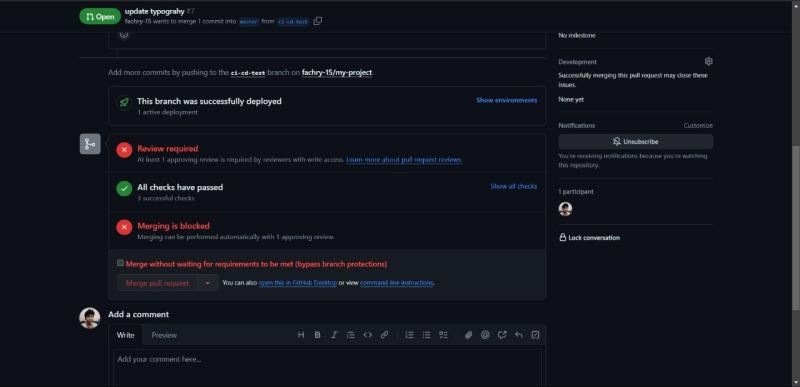 Open
update typograhy #7
fachry-15 wants to merge 1 commit into master from ci-cd-test
No milestone
Add more commits by pushing to the ci-cd-test branch on fachry-15/my-project.
This branch was successfully deployed
1 active deployment
Show environments
Review required
At least 1 approving review is required by reviewers with write access. Learn more about pull request reviews.
All checks have passed
3 successful checks
Show all checks
Merging is blocked
Merging can be performed automatically with 1 approving review.
Merge without waiting for requirements to be met (bypass branch protections)
Merge pull request
You can also open this in GitHub Desktop or view command line instructions.
Add a comment
Write
Preview
H B I
Add your comment here...
Development
Successfully merging this pull request may close these
issues.
None yet
Notifications
Customize
Unsubscribe
You're receiving notifications because you're watching
this repository.
1 participant
Lock conversation